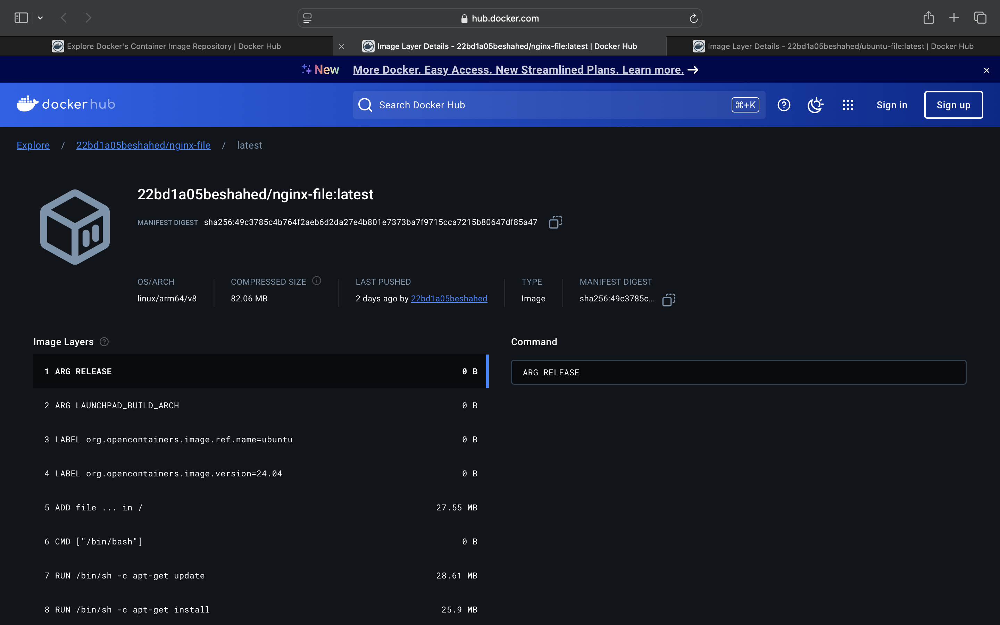 hub.docker.com
Explore Docker's Container Image Repository | Docker Hub
Image Layer Details - 22bd1a05beshahed/nginx-file:latest | Docker Hub
Image Layer Details - 22bd1a05beshahed/ubuntu-file:latest | Docker Hub
New More Docker. Easy Access. New Streamlined Plans. Learn more.
docker hub
Search Docker Hub
⌘+K
Sign in
Sign up
Explore / 22bd1a05beshahed/nginx-file / latest
22bd1a05beshahed/nginx-file:latest
MANIFEST DIGEST sha256:49c3785c4b764f2aeb6d2da27e4b801e7373ba7f9715cca7215b80647df85a47
OS/ARCH
linux/arm64/v8
COMPRESSED SIZE
82.06 MB
LAST PUSHED
2 days ago by 22bd1a05beshahed
TYPE
Image
MANIFEST DIGEST
sha256:49c3785c...
Image Layers
1 ARG RELEASE 0 B
2 ARG LAUNCHPAD_BUILD_ARCH 0 B
3 LABEL org.opencontainers.image.ref.name=ubuntu 0 B
4 LABEL org.opencontainers.image.version=24.04 0 B
5 ADD file ... in / 27.55 MB
6 CMD ["/bin/bash"] 0 B
7 RUN /bin/sh -c apt-get update 28.61 MB
8 RUN /bin/sh -c apt-get install 25.9 MB
Command
ARG RELEASE